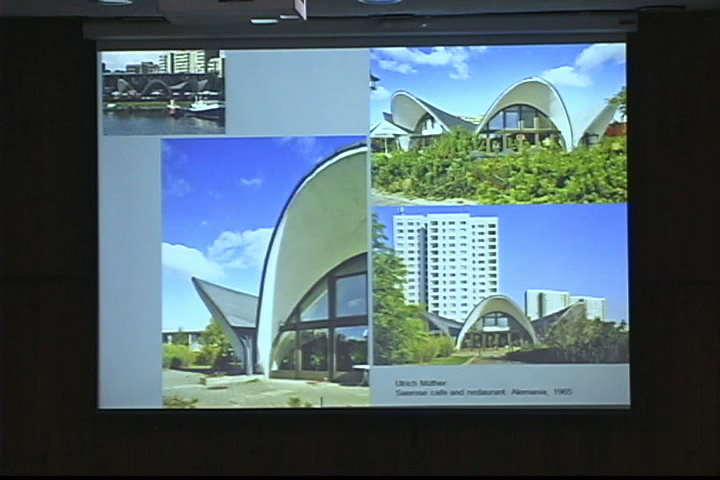 Ulrich Müther
Seerose cafe and restaurant, Alemania, 1965